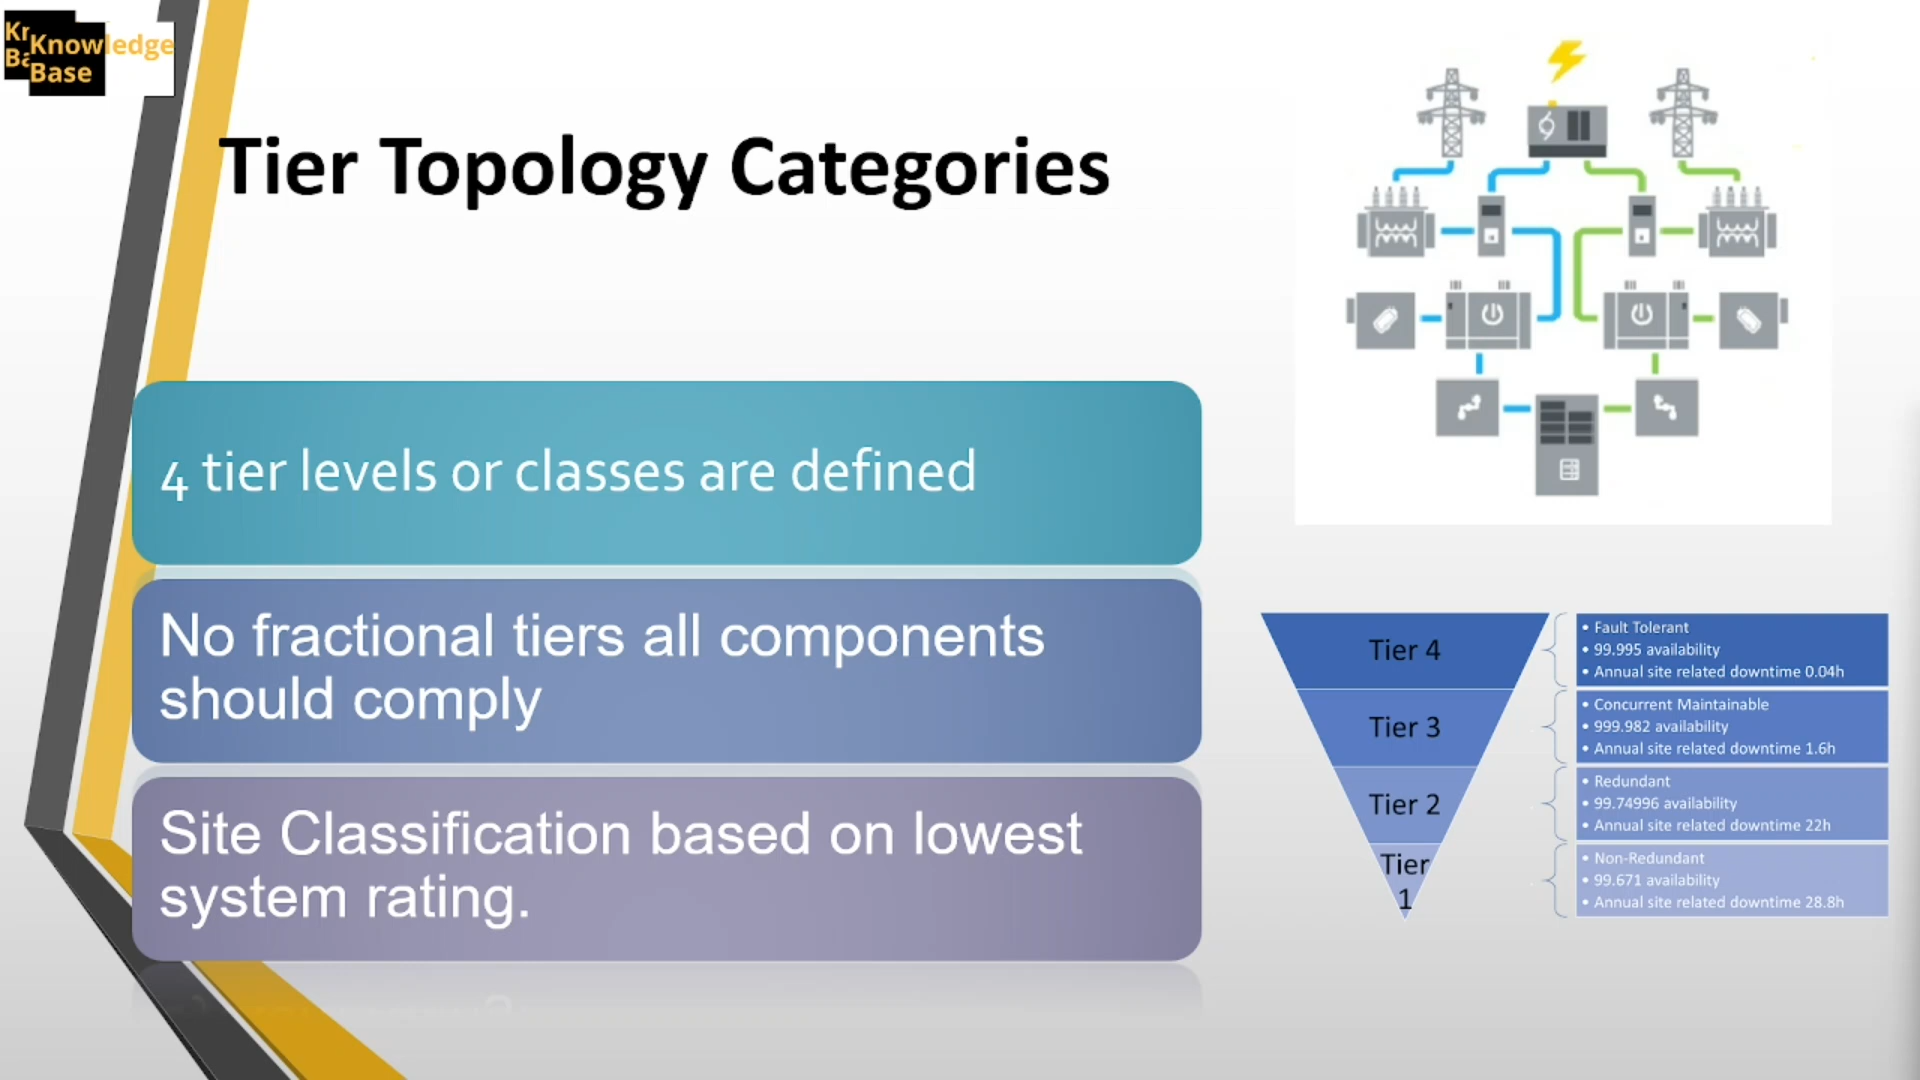 Kr
Ba
Knowledge
Base
Tier Topology Categories
4 tier levels or classes are defined
No fractional tiers all components
should comply
Site Classification based on lowest
system rating.
Tier 4
• Fault Tolerant
• 99.995 availability
• Annual site related downtime 0.04h
Tier 3
• Concurrent Maintainable
• 999.982 availability
• Annual site related downtime 1.6h
Tier 2
• Redundant
• 99.74996 availability
• Annual site related downtime 22h
Tier
1
• Non-Redundant
• 99.671 availability
• Annual site related downtime 28.8h